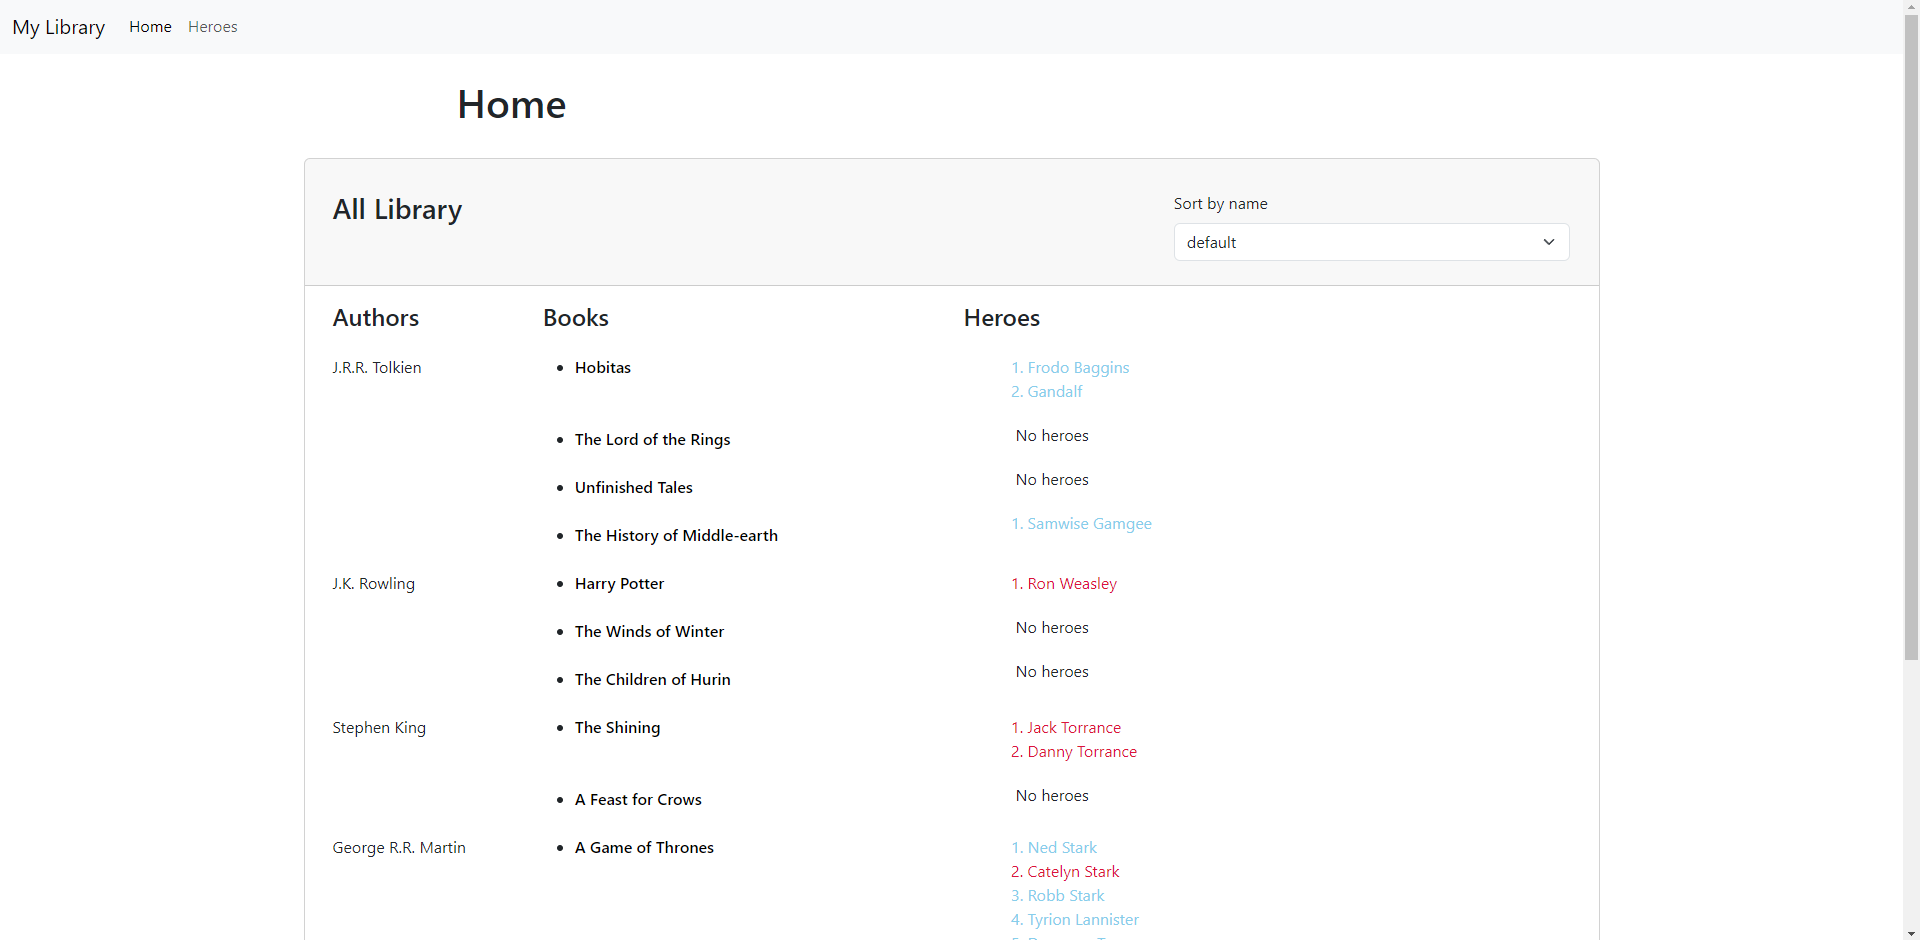 My Library Home Heroes
Home
All Library
Sort by name
default
Authors Books Heroes
J.R.R. Tolkien
Hobitas
1. Frodo Baggins
2. Gandalf
The Lord of the Rings
No heroes
Unfinished Tales
No heroes
The History of Middle-earth
1. Samwise Gamgee
J.K. Rowling
Harry Potter
1. Ron Weasley
The Winds of Winter
No heroes
The Children of Hurin
No heroes
Stephen King
The Shining
1. Jack Torrance
2. Danny Torrance
A Feast for Crows
No heroes
George R.R. Martin
A Game of Thrones
1. Ned Stark
2. Catelyn Stark
3. Robb Stark
4. Tyrion Lannister